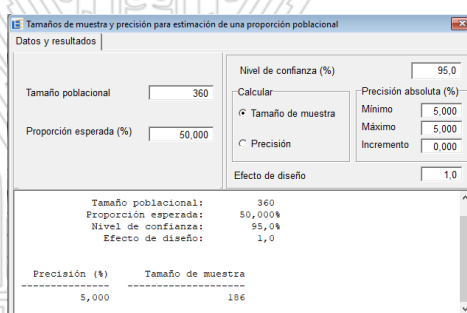 Tamaños de muestra y precisión para estimación de una proporción poblacional
Datos y resultados
Nivel de confianza (%) 95,0
Tamaño poblacional 360
Proporción esperada (%) 50,000
Calcular
Tamaño de muestra
Precisión
Precisión absoluta (%)
Mínimo 5,000
Máximo 5,000
Incremento 0,000
Efecto de diseño 1,0
Tamaño poblacional: 360
Proporción esperada: 50,000%
Nivel de confianza: 95,0%
Efecto de diseño: 1,0
Precisión (%) Tamaño de muestra
5,000 186